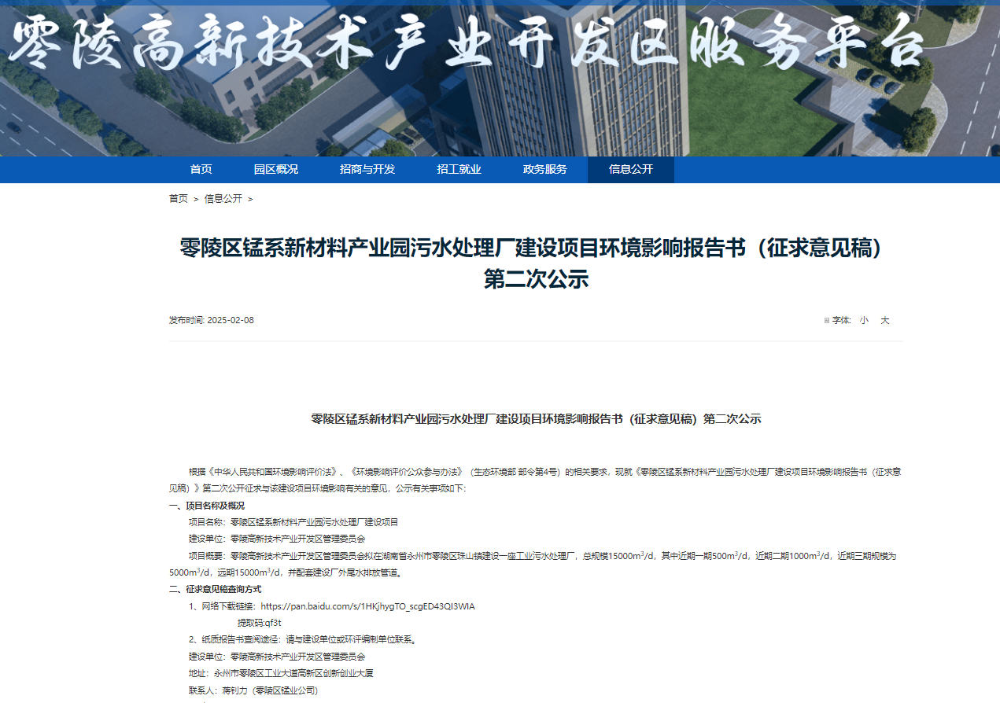 零陵高新技术产业开发区服务平台
首页 园区概况 招商与开发 招工就业 政务服务 信息公开
首页 > 信息公开 >
零陵区锰系新材料产业园污水处理厂建设项目环境影响报告书（征求意见稿）
第二次公示
发布时间: 2025-02-08 字体: 小 大
零陵区锰系新材料产业园污水处理厂建设项目环境影响报告书（征求意见稿）第二次公示
根据《中华人民共和国环境影响评价法》、《环境影响评价公众参与办法》（生态环境部 部令第4号）的相关要求，现就《零陵区锰系新材料产业园污水处理厂建设项目环境影响报告书（征求意
见稿）》第二次公开征求与该建设项目环境影响有关的意见，公示有关事项如下：
一、项目名称及概况
项目名称：零陵区锰系新材料产业园污水处理厂建设项目
建设单位：零陵高新技术产业开发区管理委员会
项目概要：零陵高新技术产业开发区管理委员会拟在湖南省永州市零陵区珠山镇建设一座工业污水处理厂，总规模15000m³/d，其中近期一期500m³/d，近期二期1000m³/d，近期三期规模为
5000m³/d，远期15000m³/d，并配套建设厂外尾水排放管道。
二、征求意见稿查询方式
1、网络下载链接：https://pan.baidu.com/s/1HKjhygTO_scgED43QI3WIA
提取码:qf3t
2、纸质报告书查阅途径：请与建设单位或环评编制单位联系。
建设单位：零陵高新技术产业开发区管理委员会
地址：永州市零陵区工业大道高新区创新创业大厦
联系人：蒋钊力（零陵区锰业公司）